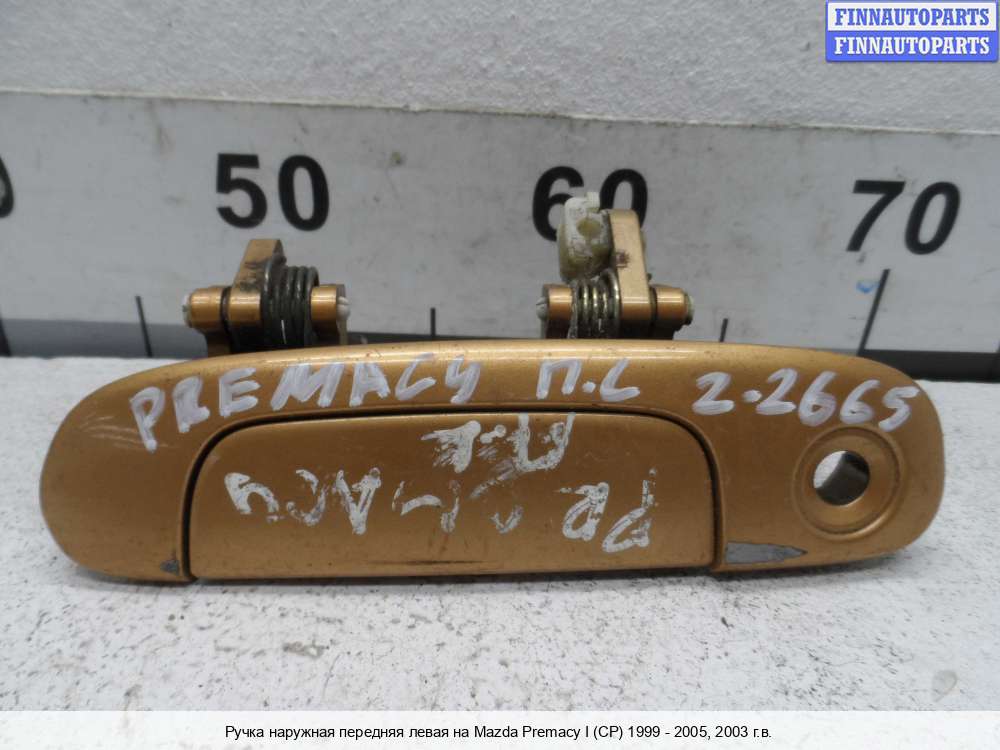 FINNAUTOPARTS
FINNAUTOPARTS
50 60 70
PREMACY П.С 2-2665
Ручка наружная передняя левая на Mazda Premacy I (CP) 1999 - 2005, 2003 г.в.